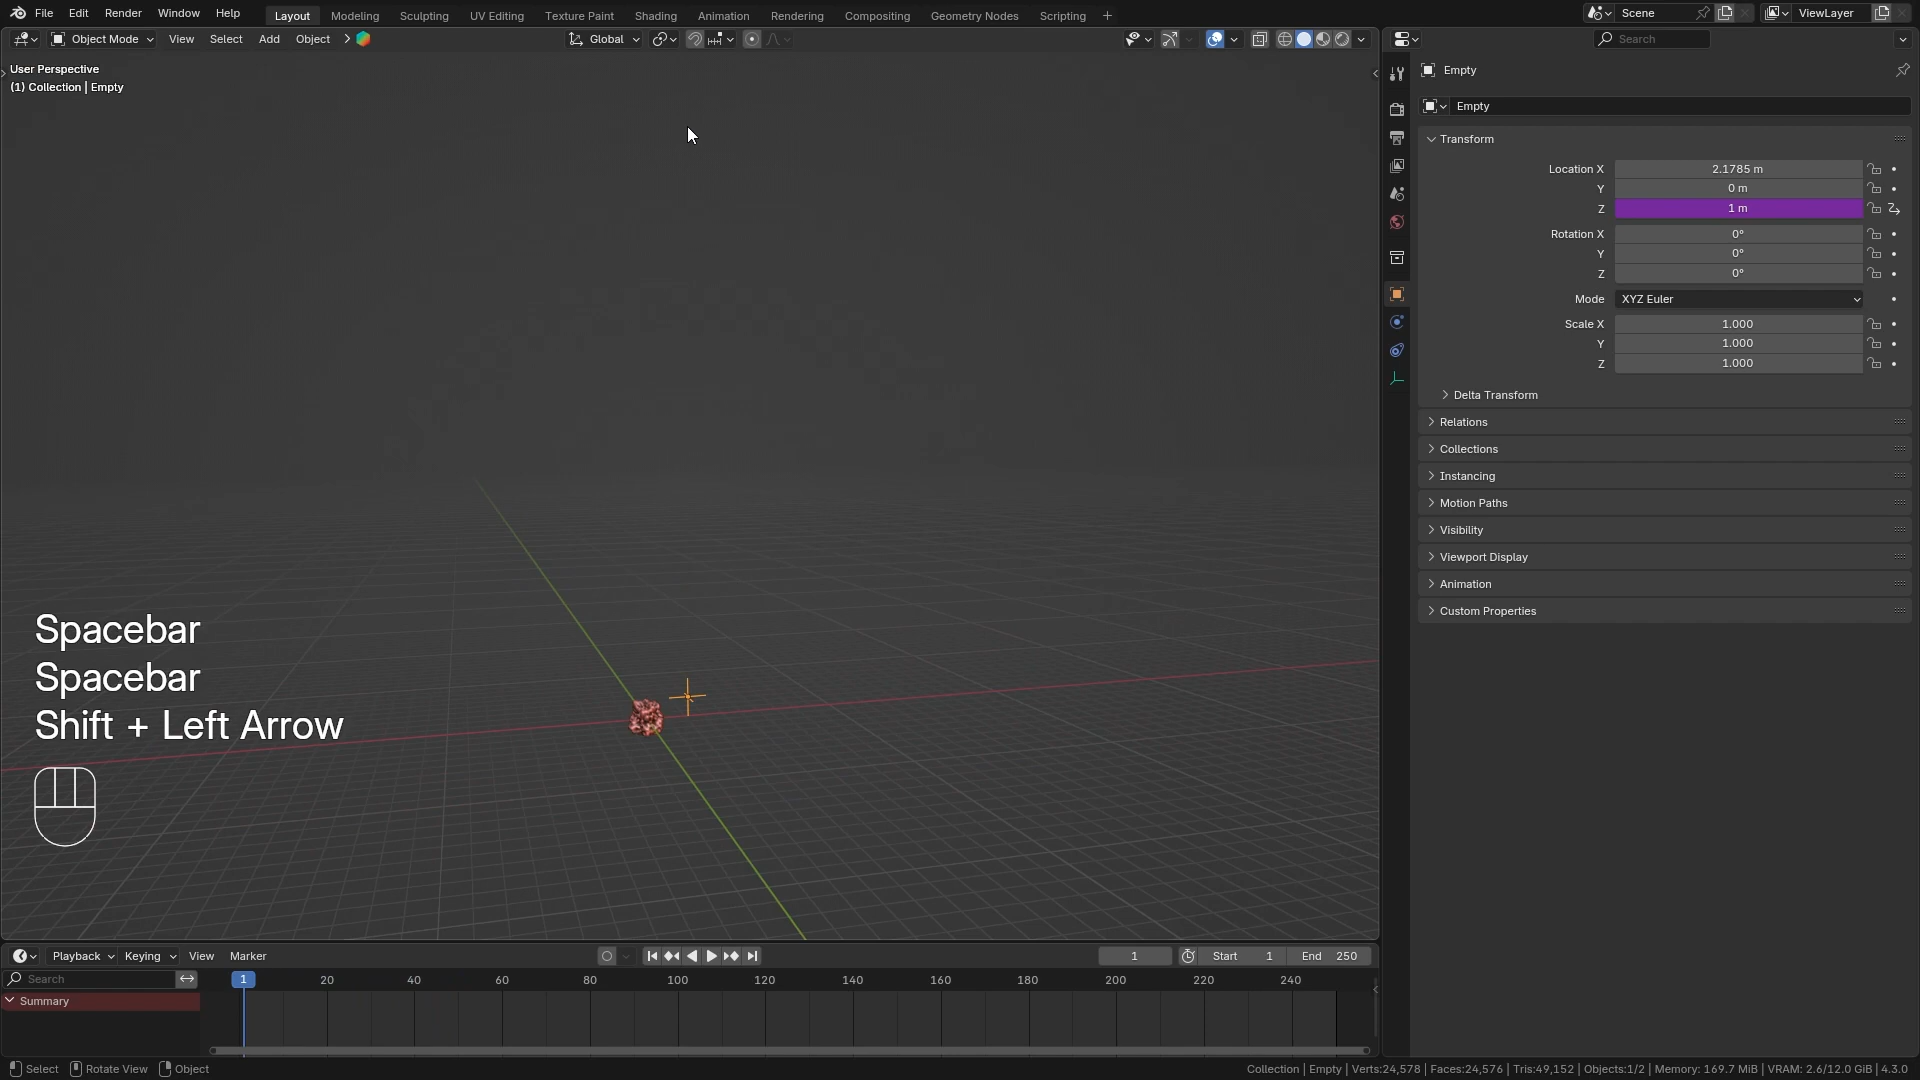 File Edit Render Window Help Layout Modeling Sculpting UV Editing Texture Paint Shading Animation Rendering Compositing Geometry Nodes Scripting + Scene ViewLayer
Object Mode View Select Add Object Global Search
User Perspective
(1) Collection | Empty
Empty
Empty
Transform
Location X 2.1785 m
Y 0 m
Z 1 m
Rotation X 0°
Y 0°
Z 0°
Mode XYZ Euler
Scale X 1.000
Y 1.000
Z 1.000
Delta Transform
Relations
Collections
Instancing
Motion Paths
Visibility
Viewport Display
Animation
Custom Properties
Spacebar
Spacebar
Shift + Left Arrow
Playback Keying View Marker 1 Start 1 End 250
Search 1 20 40 60 80 100 120 140 160 180 200 220 240
Summary
Select Rotate View Object Collection | Empty | Verts:24,578 | Faces:24,576 | Tris:49,152 | Objects:1/2 | Memory: 169.7 MiB | VRAM: 2.6/12.0 GiB | 4.3.0